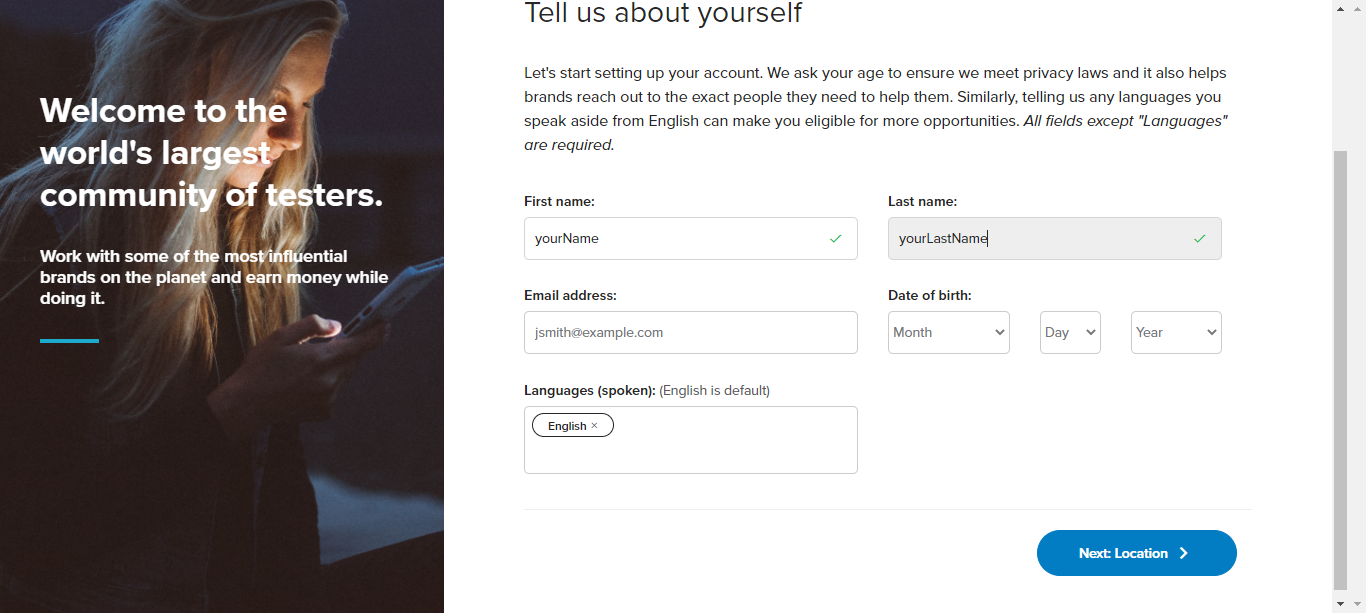 Welcome to the
world's largest
community of testers.
Work with some of the most influential
brands on the planet and earn money while
doing it.
Tell us about yourself
Let's start setting up your account. We ask your age to ensure we meet privacy laws and it also helps
brands reach out to the exact people they need to help them. Similarly, telling us any languages you
speak aside from English can make you eligible for more opportunities. All fields except "Languages"
are required.
First name:
Last name:
yourName
yourLastName
Email address:
Date of birth:
jsmith@example.com
Month
Day
Year
Languages (spoken): (English is default)
English ×
Next: Location